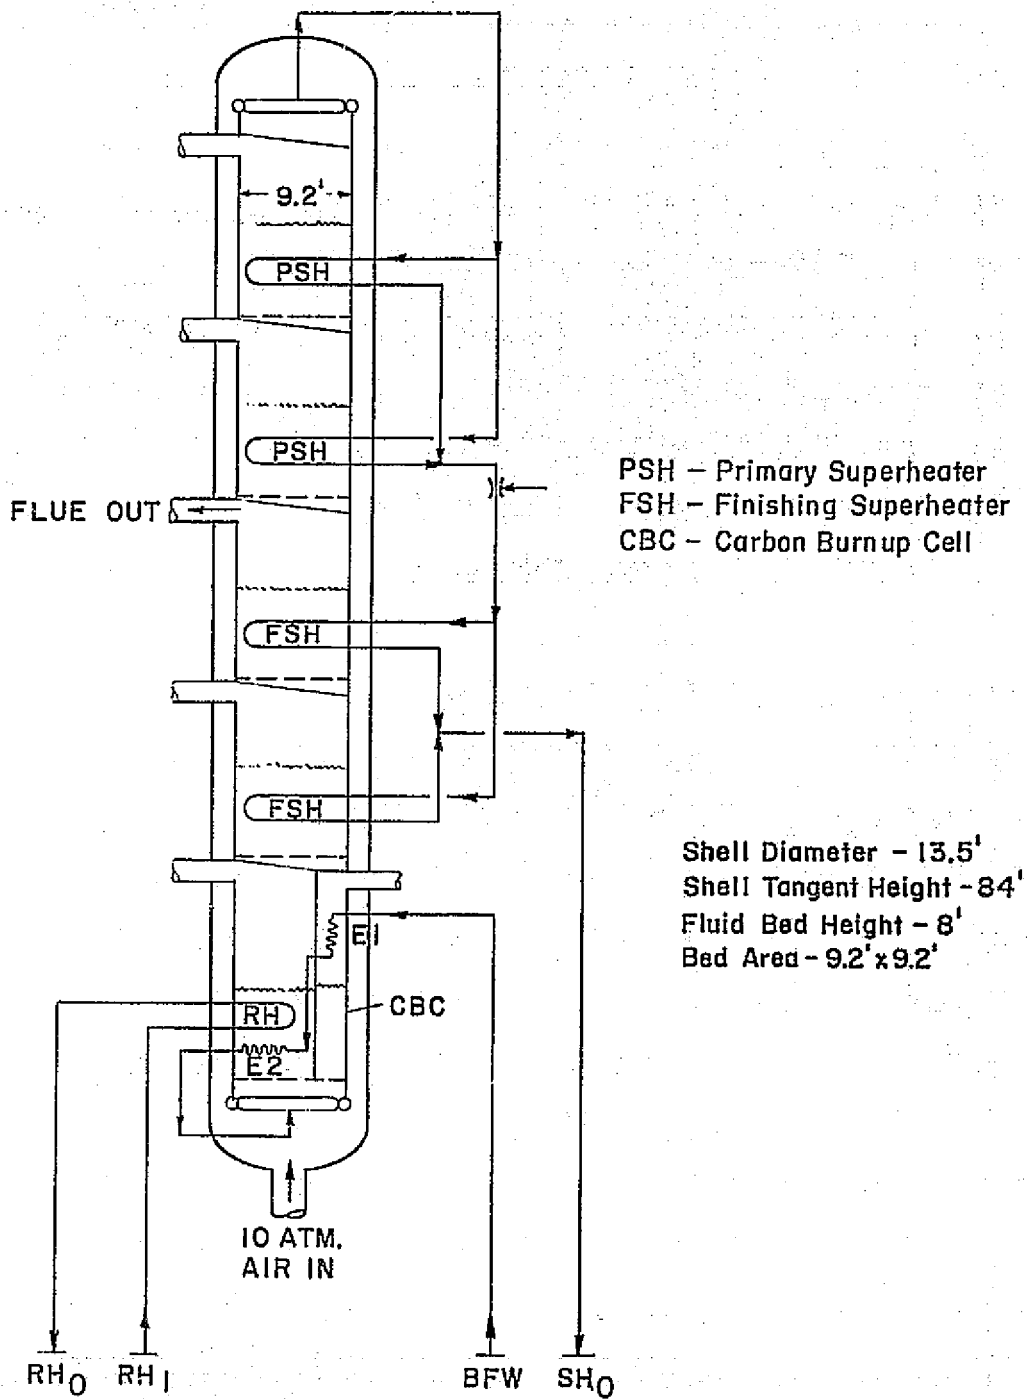 9.2'
PSH
PSH
PSH – Primary Superheater
FSH – Finishing Superheater
CBC – Carbon Burnup Cell
FLUE OUT
FSH
FSH
Shell Diameter – 13.5'
Shell Tangent Height – 84'
Fluid Bed Height – 8'
Bed Area – 9.2' x 9.2'
E1
CBC
RH
E2
10 ATM.
AIR IN
RHO
RHI
BFW
SHO